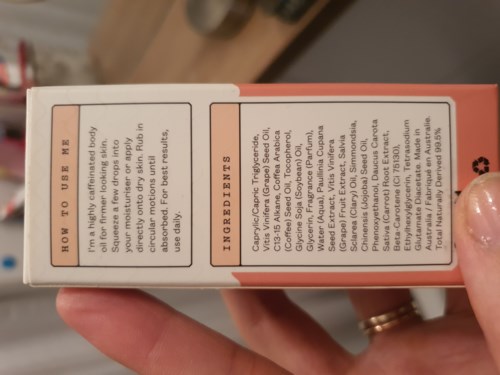 HOW TO USE ME
I'm a highly caffeinated body
oil for firmer looking skin.
Squeeze a few drops into
your moisturiser or apply
directly onto dry skin. Rub in
circular motions until
absorbed. For best results,
use daily.
INGREDIENTS
Caprylic/Capric Triglyceride,
Vitis Vinifera (Grape) Seed Oil,
C13-15 Alkane, Coffea Arabica
(Coffee) Seed Oil, Tocopherol,
Glycine Soja (Soybean) Oil,
Glycerin, Fragrance (Parfum),
Water (Aqua), Paullinia Cupana
Seed Extract, Vitis Vinifera
(Grape) Fruit Extract, Salvia
Sclarea (Clary) Oil, Simmondsia
Chinensis (Jojoba) Seed Oil,
Phenoxyethanol, Daucus Carota
Sativa (Carrot) Root Extract,
Beta-Carotene (CI 75130),
Ethylhexylglycerin, Tetrasodium
Glutamate Diacetate. Made in
Australia / Fabriqué en Australie.
Total Naturally Derived 99.5%